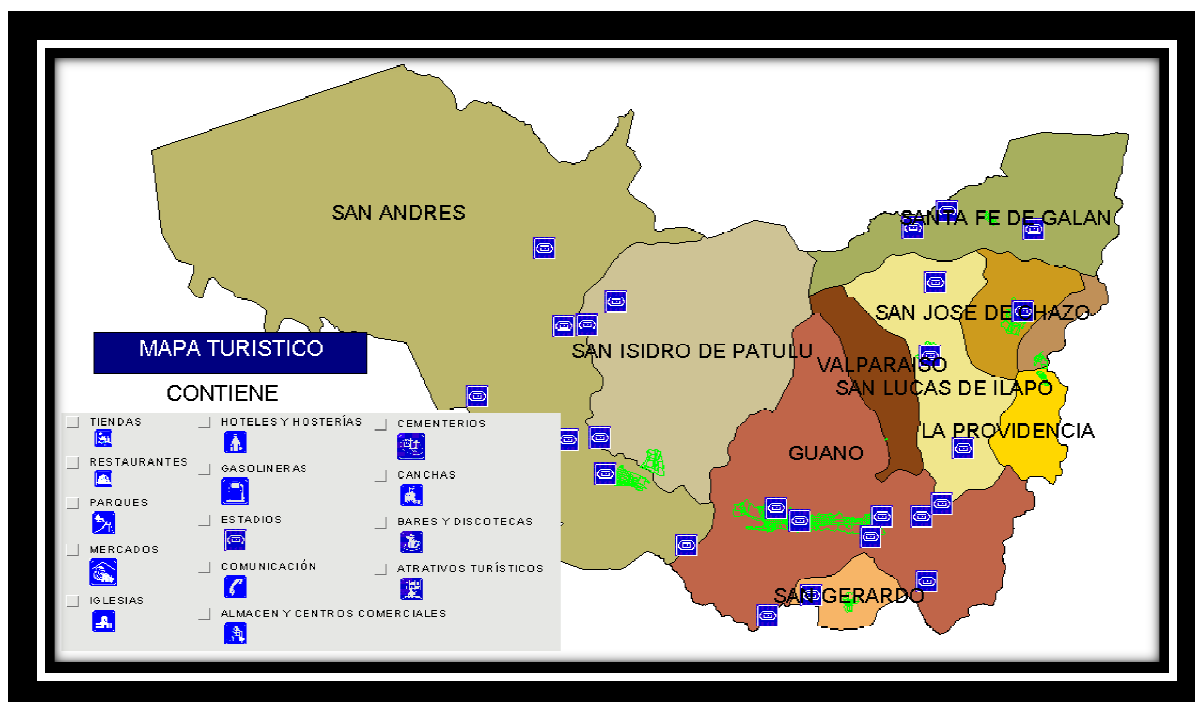 SAN ANDRES
SANTA FE DE GALAN
SAN JOSE DE CHAZO
SAN ISIDRO DE PATULU
VALPARAISO
SAN LUCAS DE ILAPO
LA PROVIDENCIA
GUANO
SAN GERARDO
MAPA TURISTICO
CONTIENE
TIENDAS
RESTAURANTES
PARQUES
MERCADOS
IGLESIAS
HOTELES Y HOSTERÍAS
GASOLINERAS
ESTADIOS
COMUNICACIÓN
ALMACEN Y CENTROS COMERCIALES
CEMENTERIOS
CANCHAS
BARES Y DISCOTECAS
ATRATIVOS TURÍSTICOS